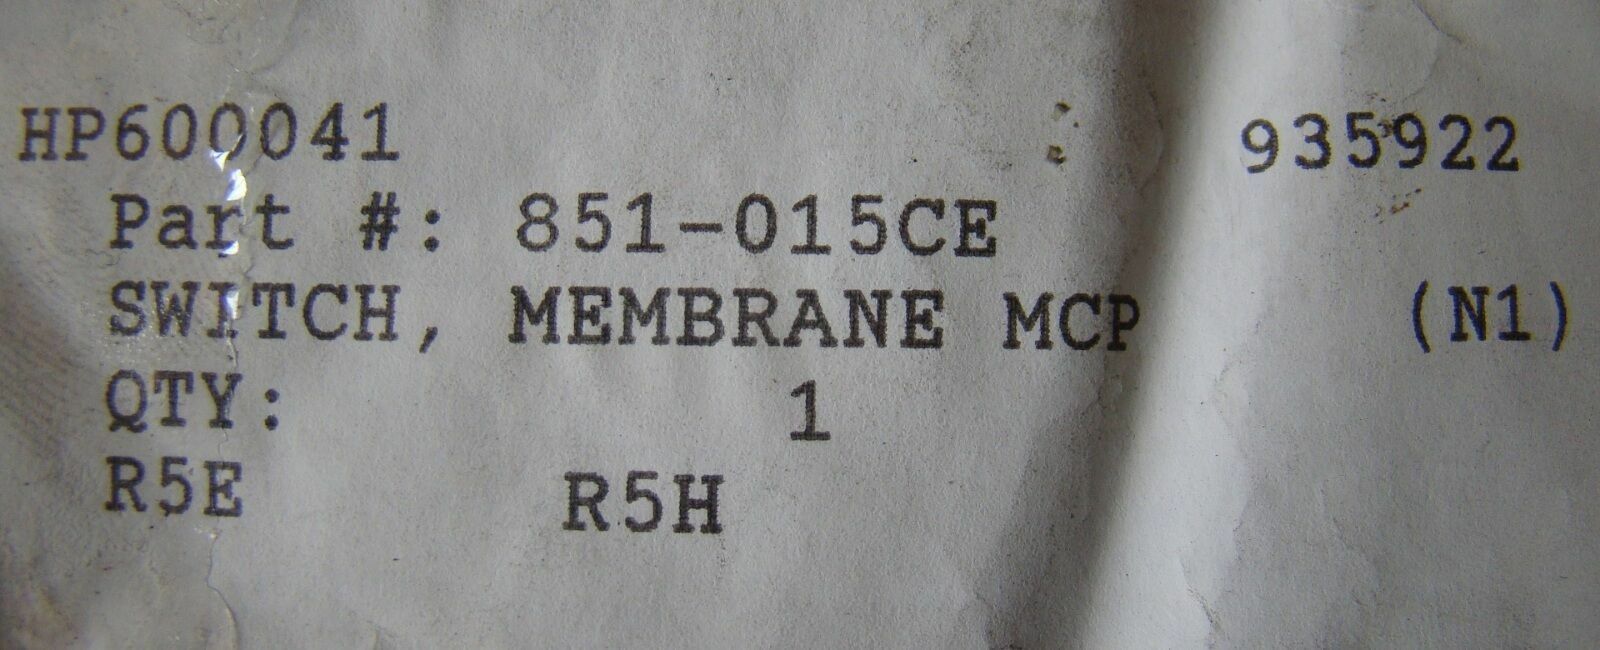 HP600041 935922
Part #: 851-015CE
SWITCH, MEMBRANE MCP (N1)
QTY: 1
R5E R5H